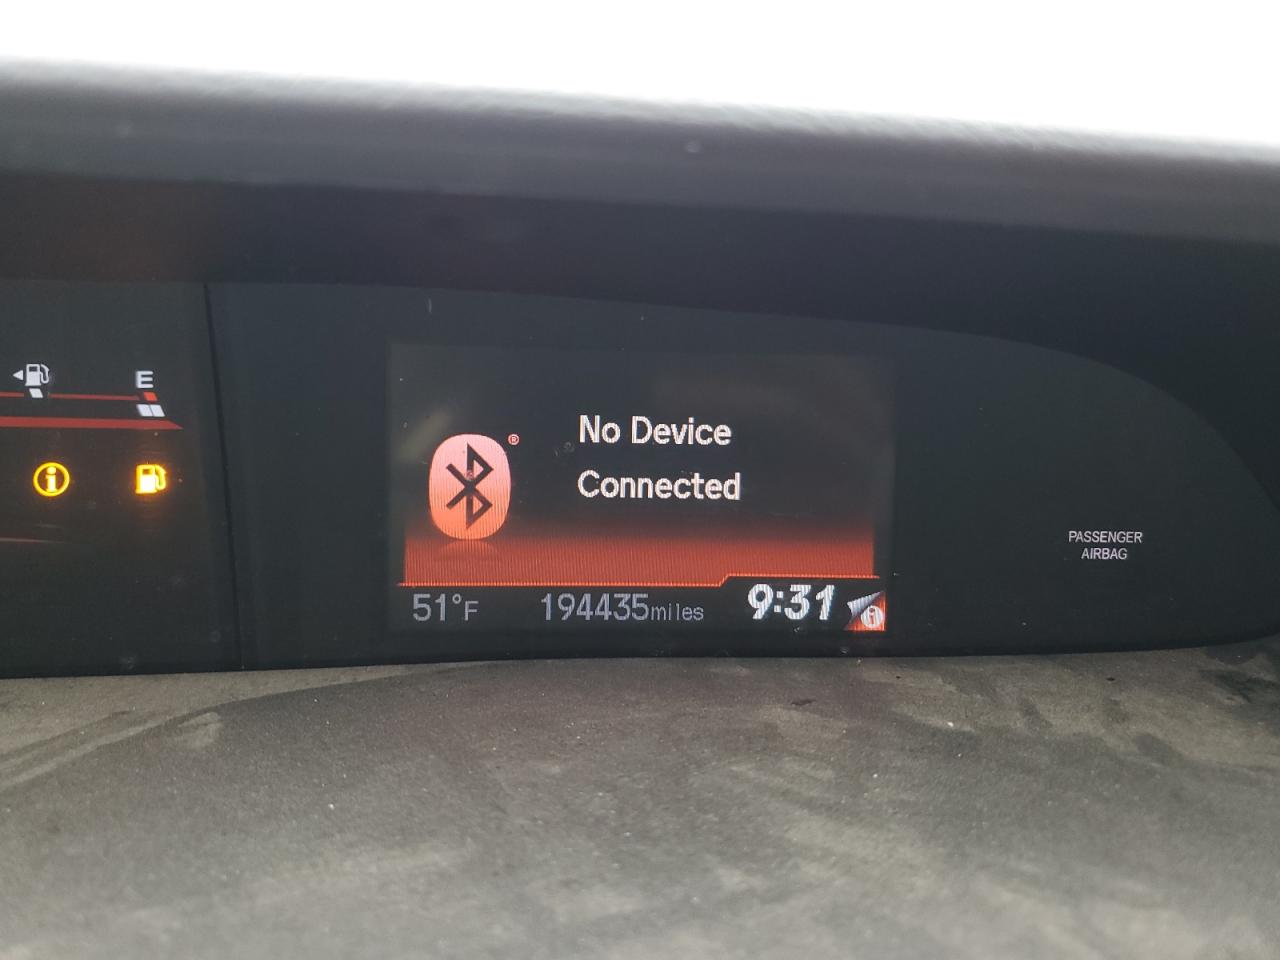 E
®
No Device
Connected
51°F 194435miles 9:31 i
i
PASSENGER
AIRBAG